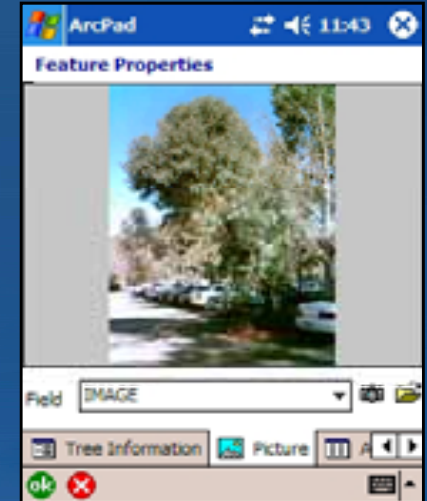 ArcPad 11:43
Feature Properties
Field IMAGE
Tree Information Picture A
ok